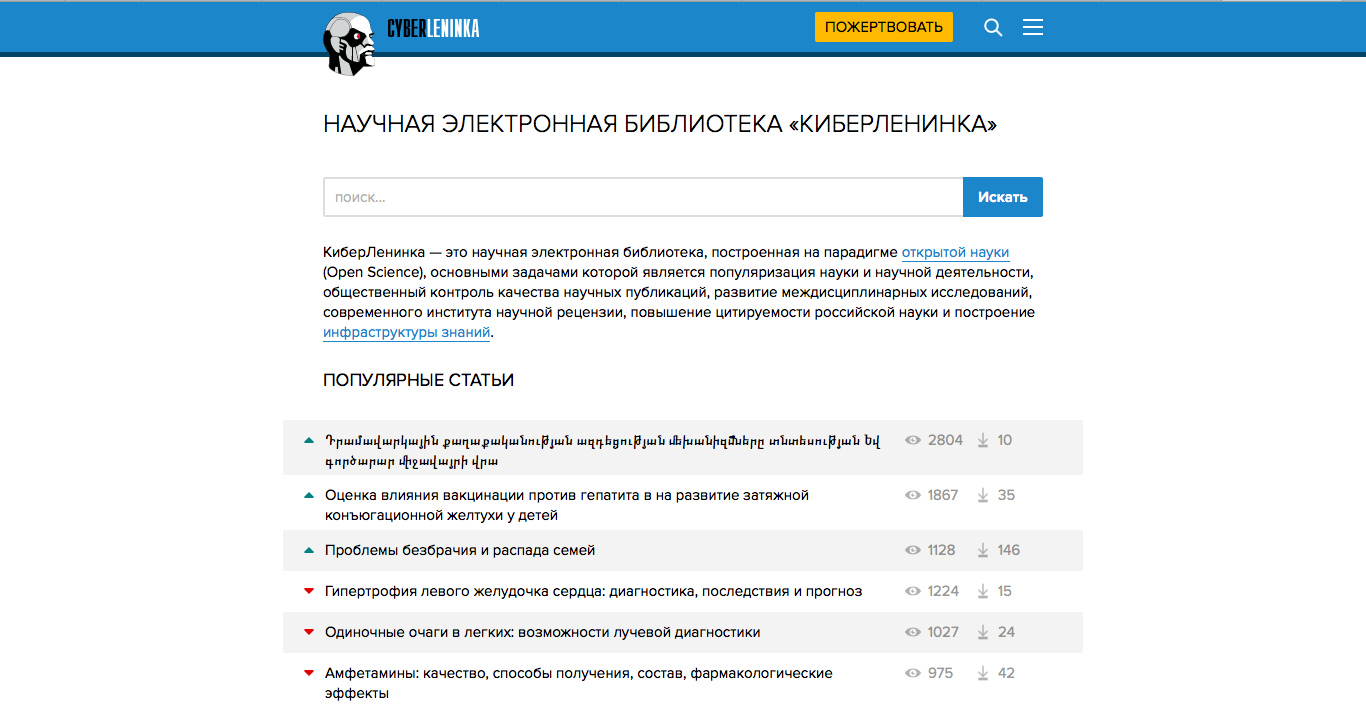 CYBERLENINKA
ПОЖЕРТВОВАТЬ
НАУЧНАЯ ЭЛЕКТРОННАЯ БИБЛИОТЕКА «КИБЕРЛЕНИНКА»
поиск...
Искать
КиберЛенинка — это научная электронная библиотека, построенная на парадигме открытой науки
(Open Science), основными задачами которой является популяризация науки и научной деятельности,
общественный контроль качества научных публикаций, развитие междисциплинарных исследований,
современного института научной рецензии, повышение цитируемости российской науки и построение
инфраструктуры знаний.
ПОПУЛЯРНЫЕ СТАТЬИ
Դրամավարկային քաղաքականության ազդեցության մեխանիզմները տնտեսության եվ 2804 10
գործարար միջավայրի վրա
Оценка влияния вакцинации против гепатита в на развитие затяжной 1867 35
конъюгационной желтухи у детей
Проблемы безбрачия и распада семей 1128 146
Гипертрофия левого желудочка сердца: диагностика, последствия и прогноз 1224 15
Одиночные очаги в легких: возможности лучевой диагностики 1027 24
Амфетамины: качество, способы получения, состав, фармакологические 975 42
эффекты